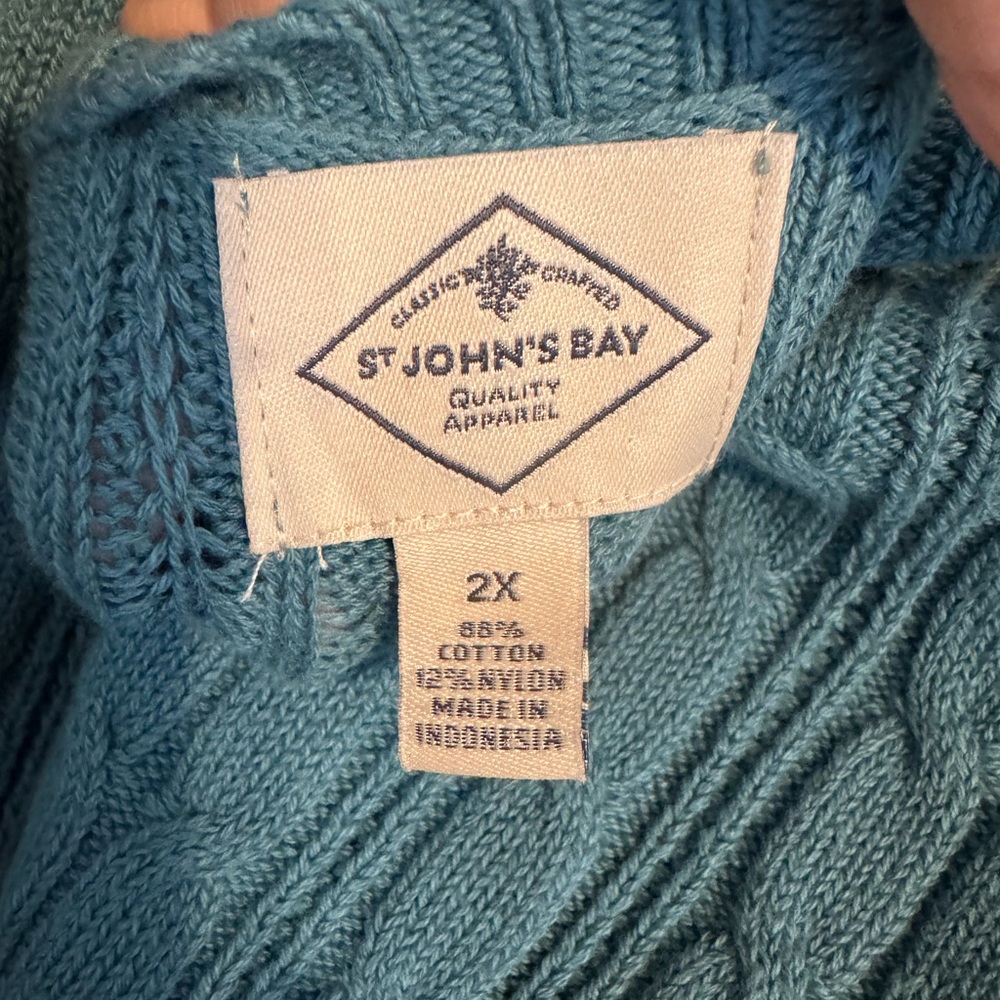 CLASSIC CRAFTED
ST JOHN'S BAY
QUALITY
APPAREL
2X
88%
COTTON
12% NYLON
MADE IN
INDONESIA